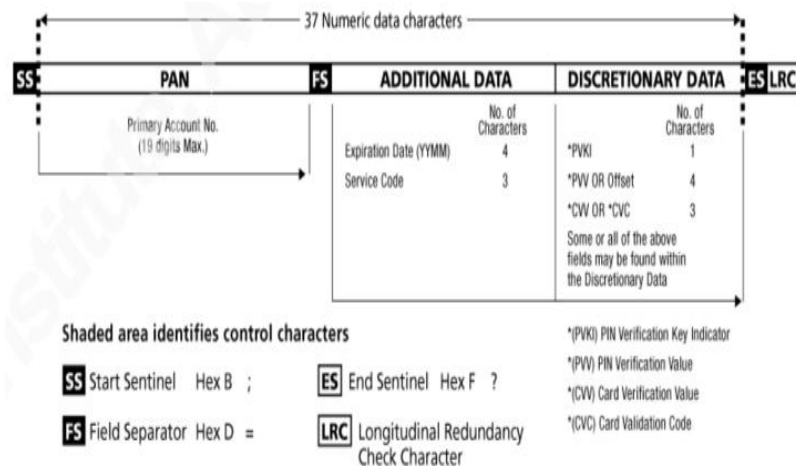 37 Numeric data characters
SS PAN FS ADDITIONAL DATA DISCRETIONARY DATA ES LRC
Primary Account No.
(19 digits Max.)
No. of
Characters
Expiration Date (YYMM) 4
Service Code 3
No. of
Characters
*PVKI 1
*PVV OR Offset 4
*CVV OR *CVC 3
Some or all of the above
fields may be found within
the Discretionary Data
Shaded area identifies control characters
SS Start Sentinel Hex B ;
ES End Sentinel Hex F ?
FS Field Separator Hex D =
LRC Longitudinal Redundancy
Check Character
*(PVKI) PIN Verification Key Indicator
*(PVV) PIN Verification Value
*(CVV) Card Verification Value
*(CVC) Card Validation Code